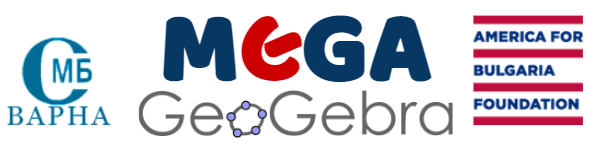 СМБ
ВАРНА
MEGA
GeoGebra
AMERICA FOR
BULGARIA
FOUNDATION